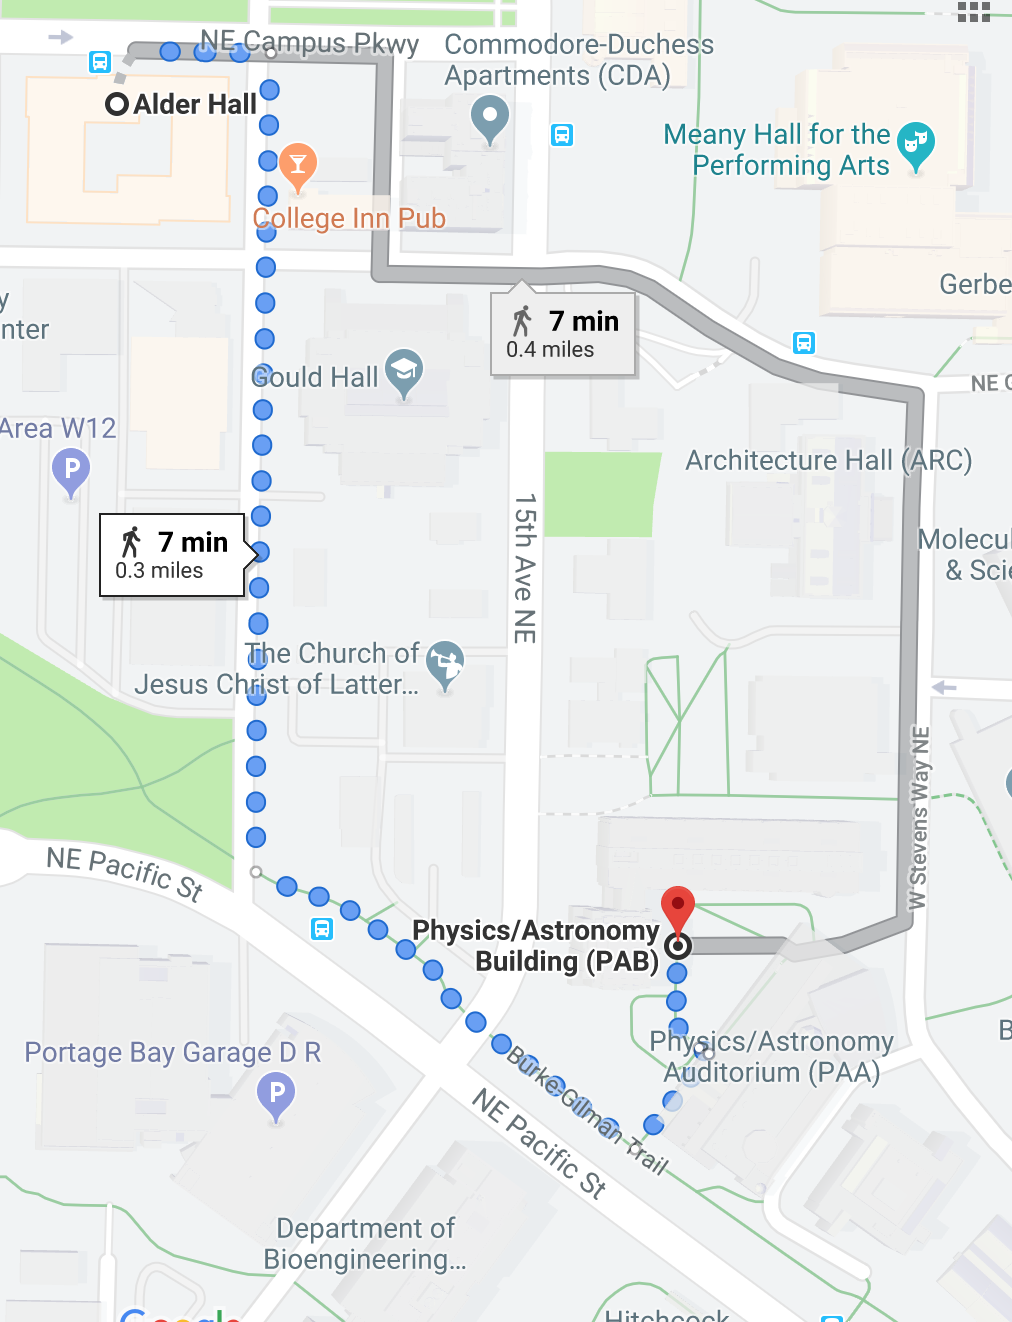 NE Campus Pkwy
Commodore-Duchess
Apartments (CDA)
Alder Hall
Meany Hall for the
Performing Arts
College Inn Pub
Gerbe
y
nter
7 min
0.4 miles
Gould Hall
NE G
Area W12
P
Architecture Hall (ARC)
15th Ave NE
7 min
0.3 miles
Molecul
& Scie
The Church of
Jesus Christ of Latter...
W Stevens Way NE
NE Pacific St
Physics/Astronomy
Building (PAB)
Portage Bay Garage D R
P
Physics/Astronomy
Auditorium (PAA)
B
Burke-Gilman Trail
NE Pacific St
Department of
Bioengineering...
Google
Hitchcock